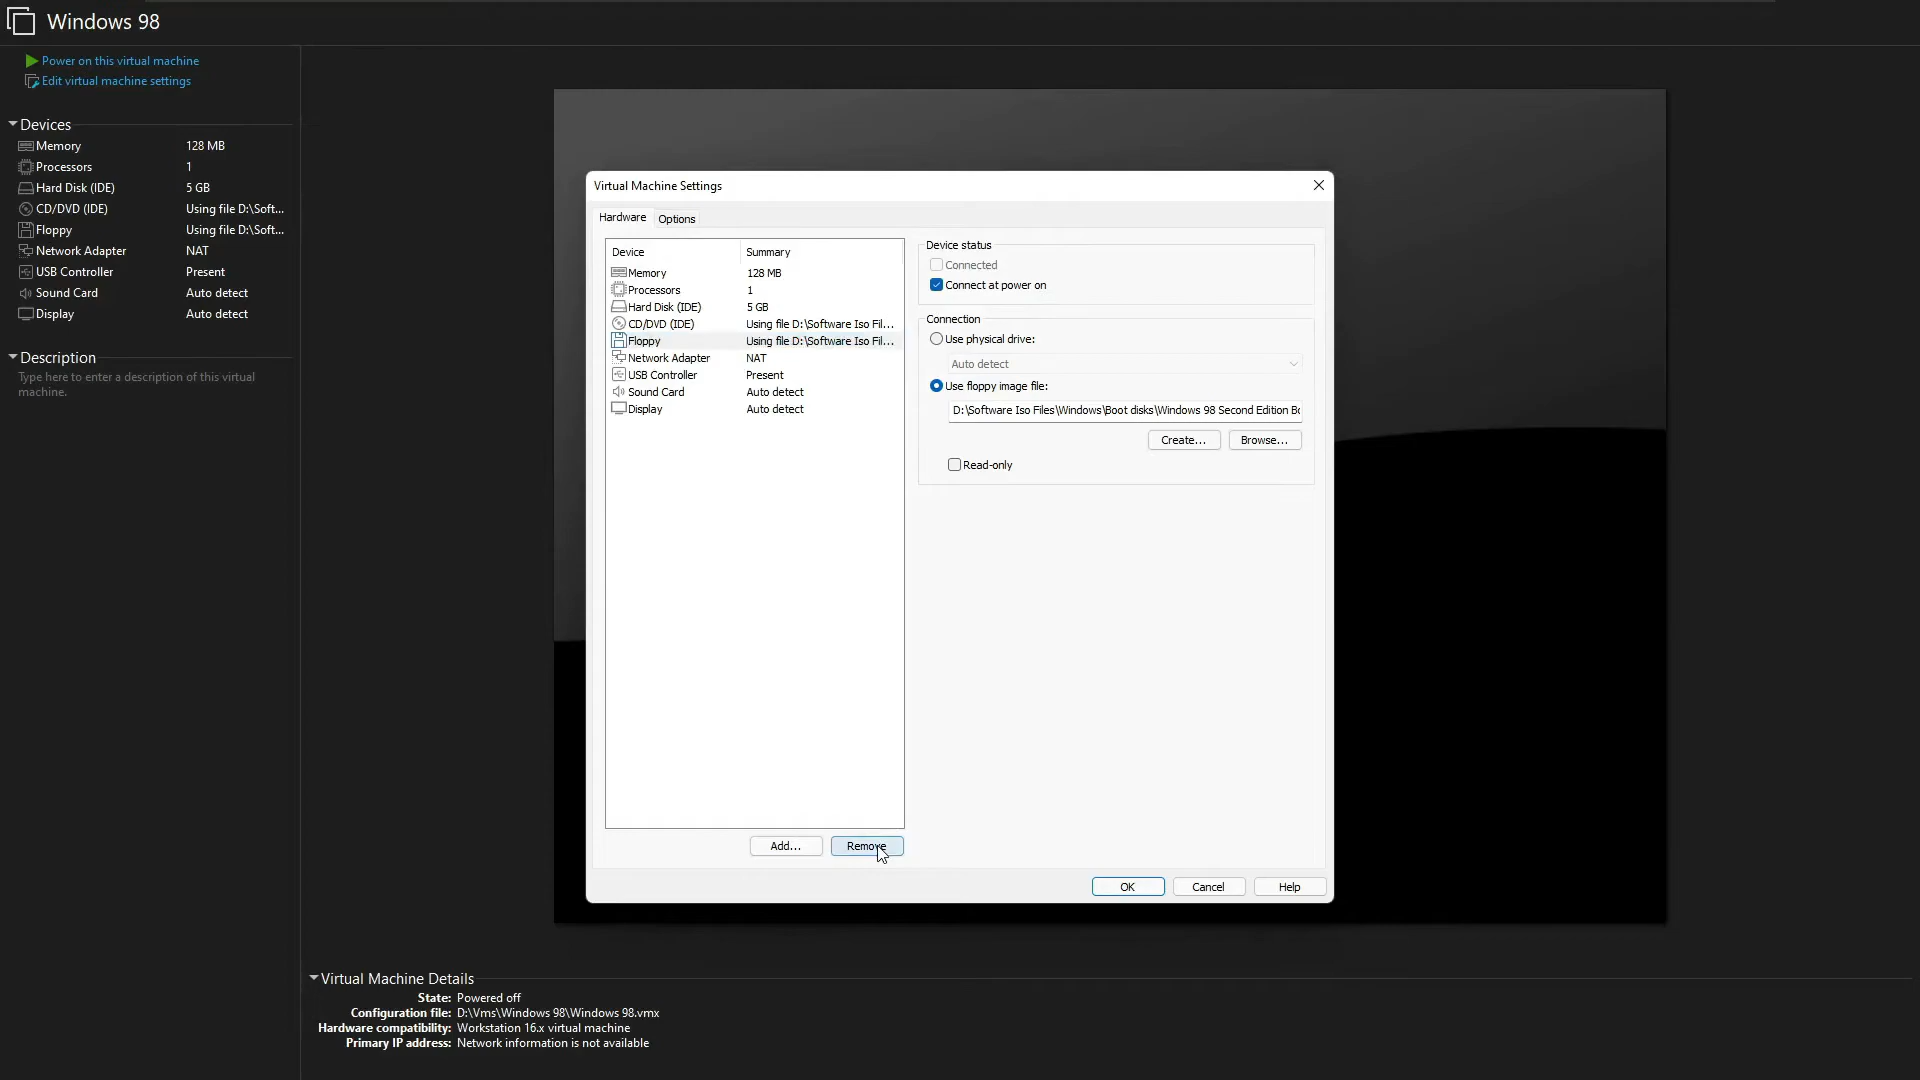 Windows 98
Power on this virtual machine
Edit virtual machine settings
Devices
Memory 128 MB
Processors 1
Hard Disk (IDE) 5 GB
CD/DVD (IDE) Using file D:\Soft...
Floppy Using file D:\Soft...
Network Adapter NAT
USB Controller Present
Sound Card Auto detect
Display Auto detect
Description
Type here to enter a description of this virtual
machine.
Virtual Machine Settings
Hardware Options
Device Summary
Memory 128 MB
Processors 1
Hard Disk (IDE) 5 GB
CD/DVD (IDE) Using file D:\Software Iso Fil...
Floppy Using file D:\Software Iso Fil...
Network Adapter NAT
USB Controller Present
Sound Card Auto detect
Display Auto detect
Add... Remove
Device status
Connected
Connect at power on
Connection
Use physical drive:
Auto detect
Use floppy image file:
D:\Software Iso Files\Windows\Boot disks\Windows 98 Second Edition Bo
Create... Browse...
Read-only
OK Cancel Help
Virtual Machine Details
State: Powered off
Configuration file: D:\Vms\Windows 98\Windows 98.vmx
Hardware compatibility: Workstation 16.x virtual machine
Primary IP address: Network information is not available